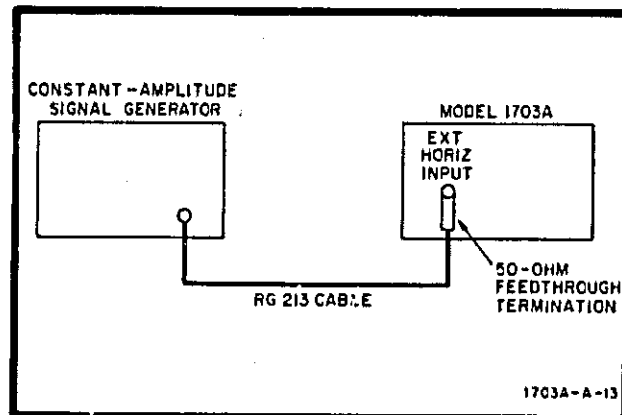 CONSTANT-AMPLITUDE
SIGNAL GENERATOR
MODEL 1703A
EXT
HORIZ
INPUT
50-OHM
FEEDTHROUGH
TERMINATION
RG 213 CABLE
1703A-A-13